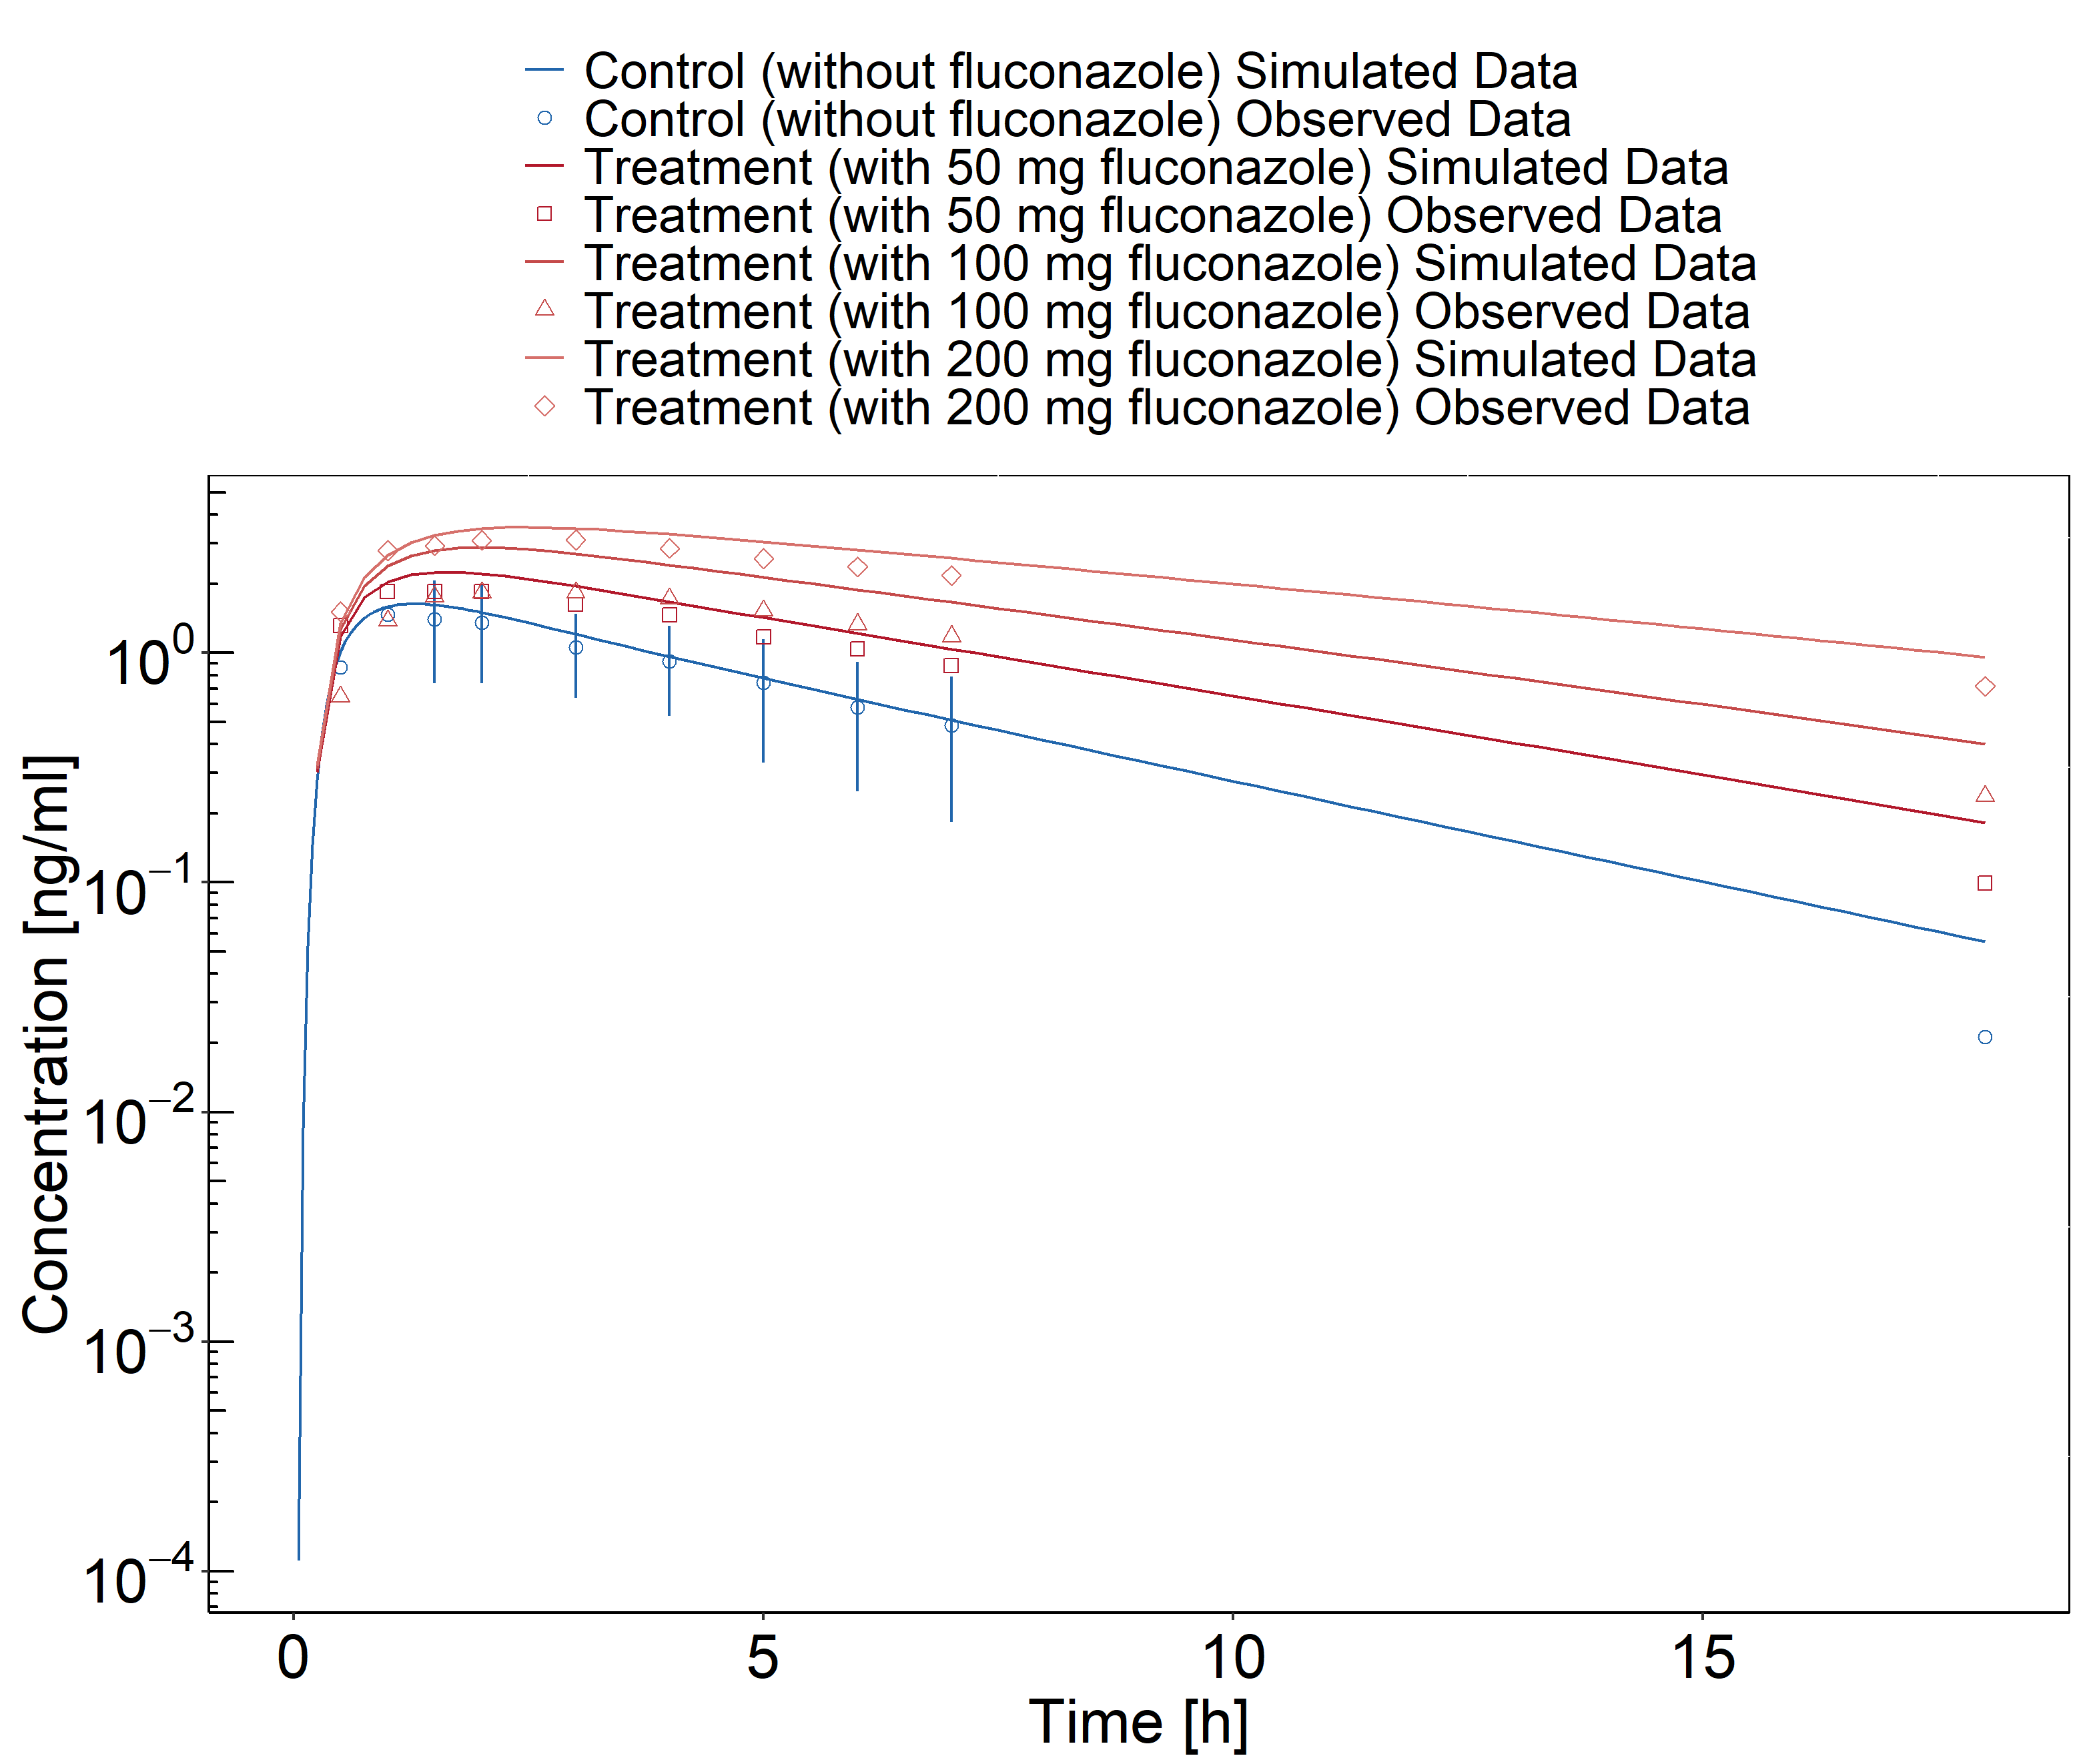 Control (without fluconazole) Simulated Data
Control (without fluconazole) Observed Data
Treatment (with 50 mg fluconazole) Simulated Data
Treatment (with 50 mg fluconazole) Observed Data
Treatment (with 100 mg fluconazole) Simulated Data
Treatment (with 100 mg fluconazole) Observed Data
Treatment (with 200 mg fluconazole) Simulated Data
Treatment (with 200 mg fluconazole) Observed Data
Concentration [ng/ml]
10⁰
10⁻¹
10⁻²
10⁻³
10⁻⁴
0 5 10 15
Time [h]